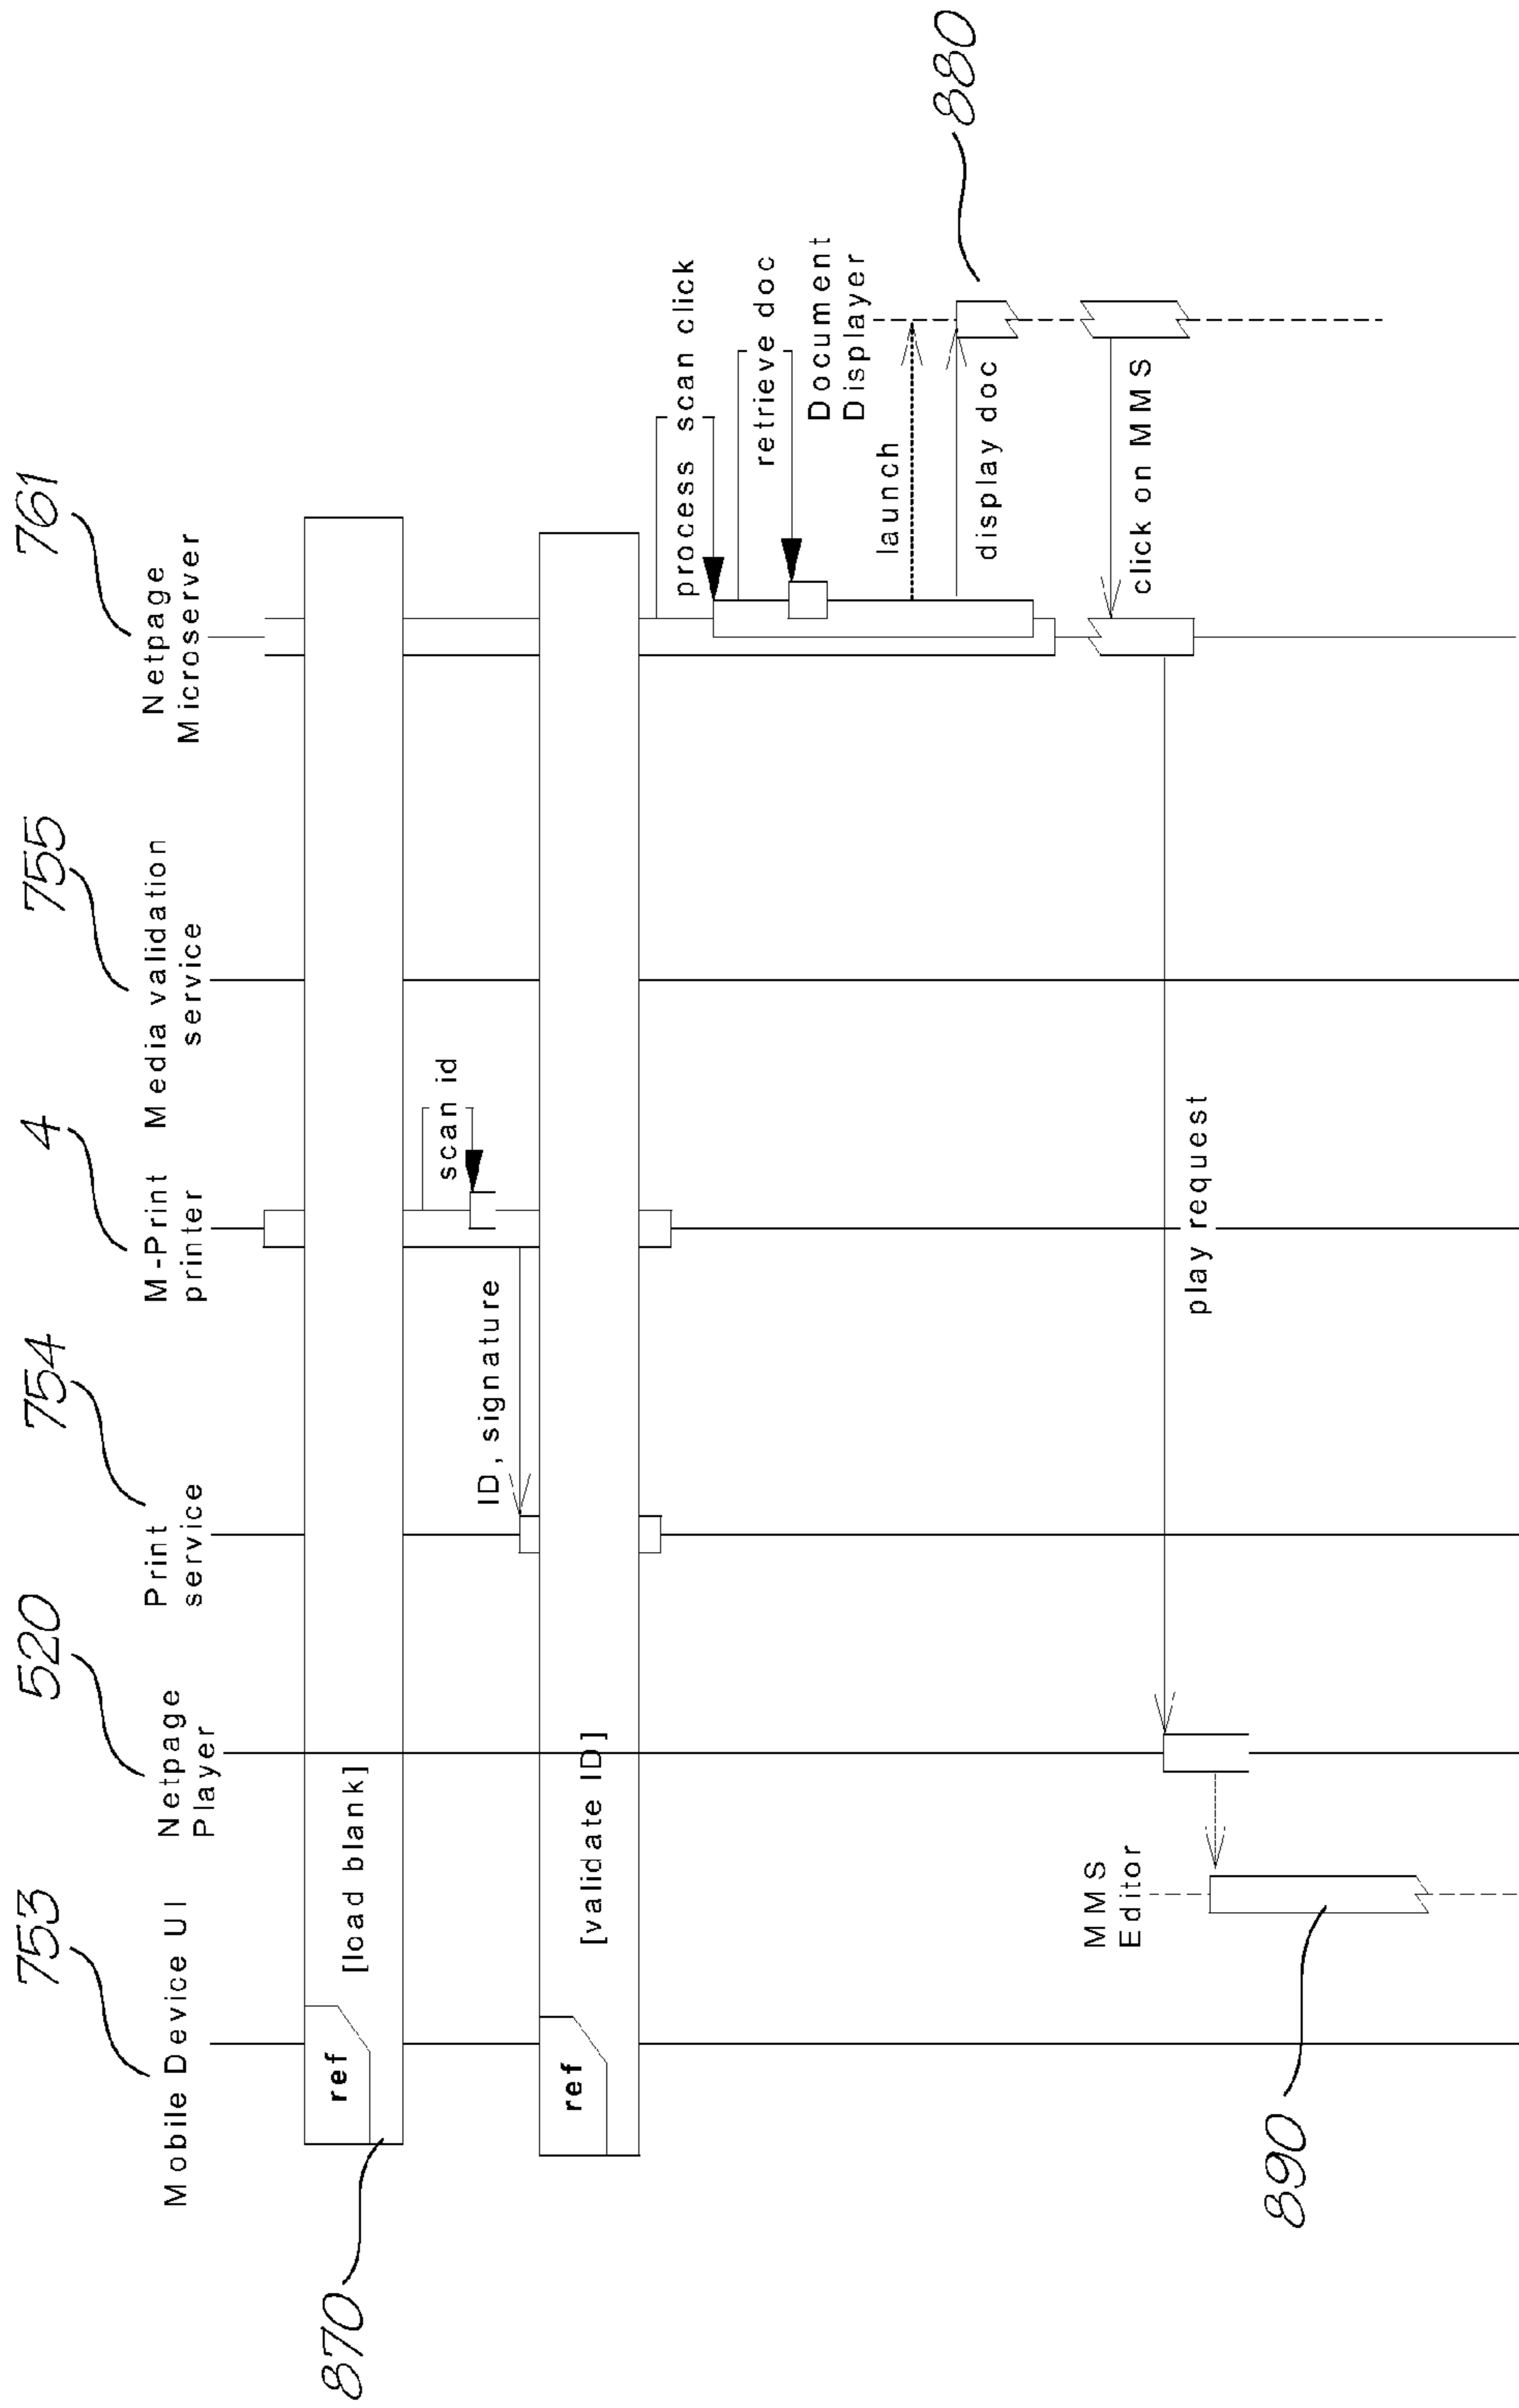 753
520
754
4
755
761
Mobile Device UI
Netpage
Player
Print
service
M-Print
printer
Media validation
service
Netpage
Microserver
870
ref
[load blank]
scan id
ID, signature
ref
[validate ID]
process scan click
retrieve doc
Document
Displayer
launch
display doc
880
click on MMS
play request
MMS
Editor
890